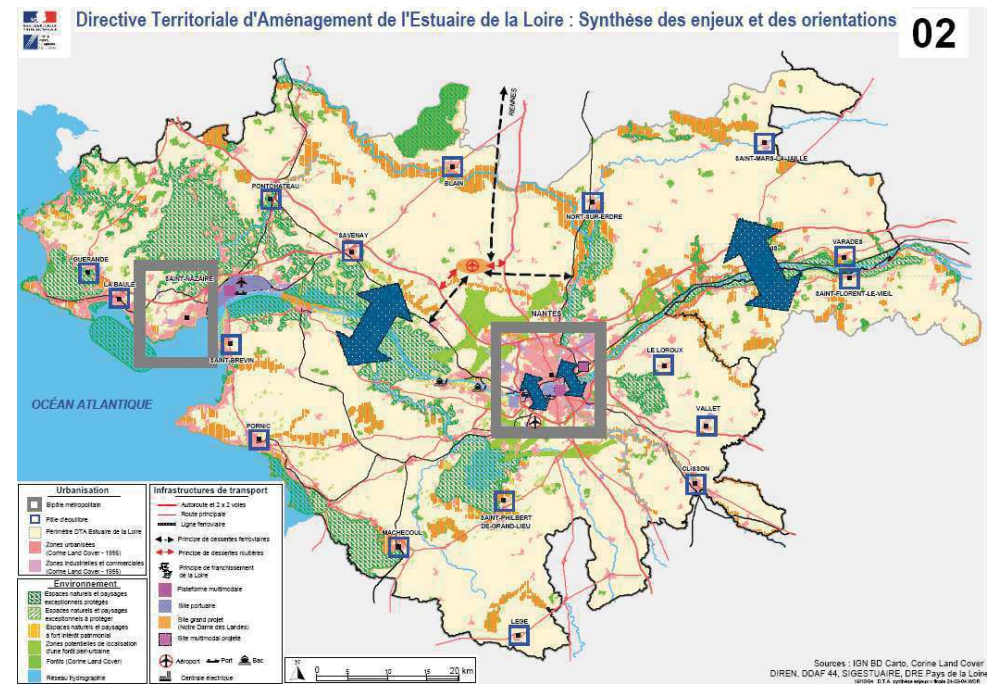 Directive Territoriale d'Aménagement de l'Estuaire de la Loire : Synthèse des enjeux et des orientations
02
RENNES
SAINT-MARS-LA-JAILLE
BLAIN
PONTCHATEAU
NORT-SUR-ERDRE
SAVENAY
VARADES
GUERANDE
SAINT-NAZAIRE
LA BAULE
SAINT-FLORENT-LE-VIEIL
NANTES
SAINT-BREVIN
LE LOROUX
OCÉAN ATLANTIQUE
VALLET
PORNIC
CLISSON
SAINT-PHILBERT
DE-GRAND-LIEU
MACHECOUL
LEGE
Urbanisation
Bipôle métropolitain
Pôle d'équilibre
Périmètre DTA Estuaire de la Loire
Zones urbanisées
(Corine Land Cover - 1996)
Zones industrielles et commerciales
(Corine Land Cover - 1996)
Environnement
Espaces naturels et paysages
exceptionnels protégés
Espaces naturels et paysages
exceptionnels à protéger
Espaces naturels et paysages
à fort intérêt patrimonial
Zones potentielles de localisation
d'une forêt péri-urbaine
Forêts (Corine Land Cover)
Réseau hydrographie
Infrastructures de transport
Autoroute et 2 x 2 voies
Route principale
Ligne ferroviaire
Principe de dessertes ferroviaires
Principe de dessertes routières
Principe de franchissement
de la Loire
Plateforme multimodale
Site portuaire
Site grand projet
(Notre Dame des Landes)
Site multimodal projeté
Aéroport
Port
Bac
Centrale électrique
N
0 5 10 15 20 km
Sources : IGN BD Carto, Corine Land Cover
DIREN, DDAF 44, SIGESTUAIRE, DRE Pays de la Loire